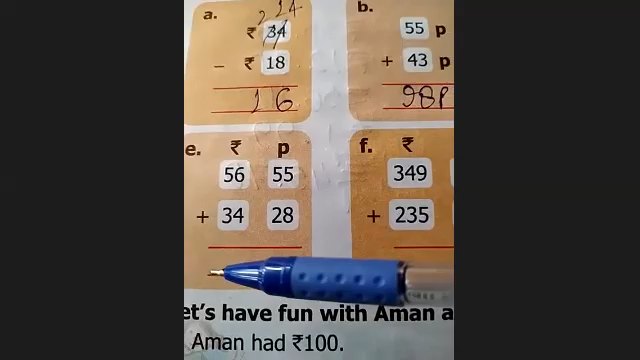 a. b.
2 14
₹ 34 55 p
− ₹ 18 + 43 p
16 98P
e. ₹ p f. ₹
56 55 349
+ 34 28 + 235
et's have fun with Aman a
Aman had ₹100.